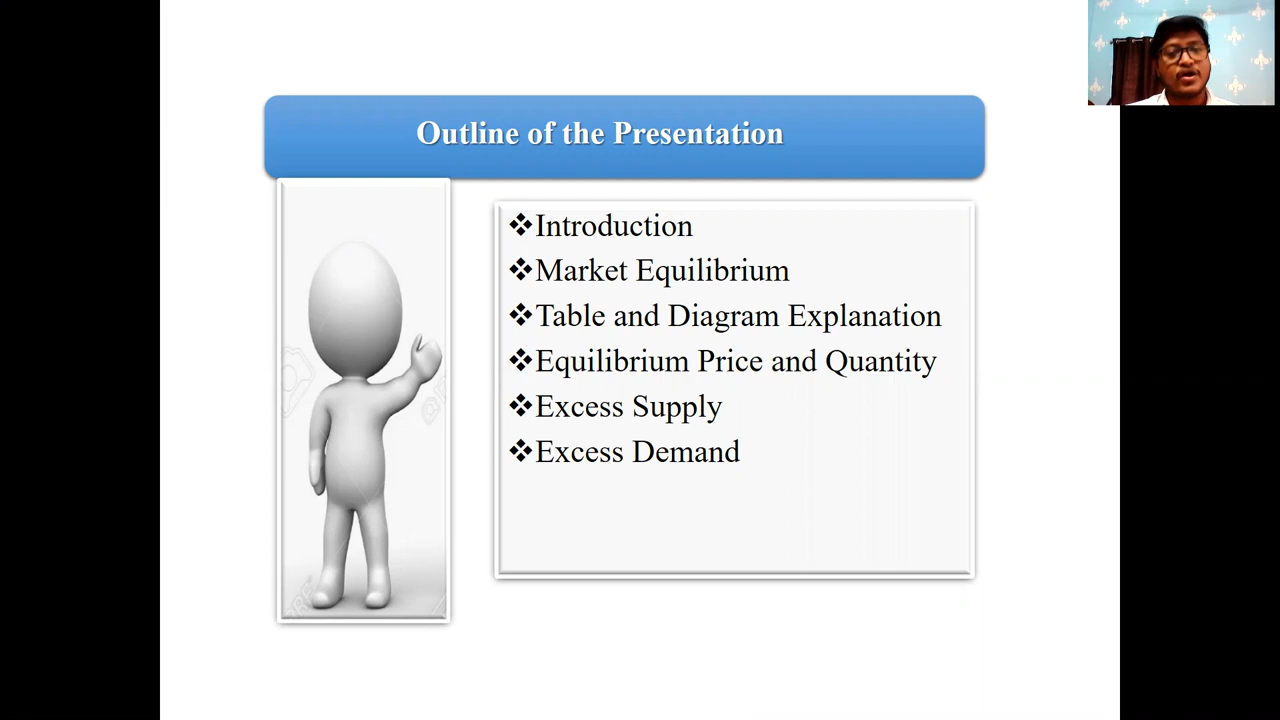 Outline of the Presentation
❖Introduction
❖Market Equilibrium
❖Table and Diagram Explanation
❖Equilibrium Price and Quantity
❖Excess Supply
❖Excess Demand